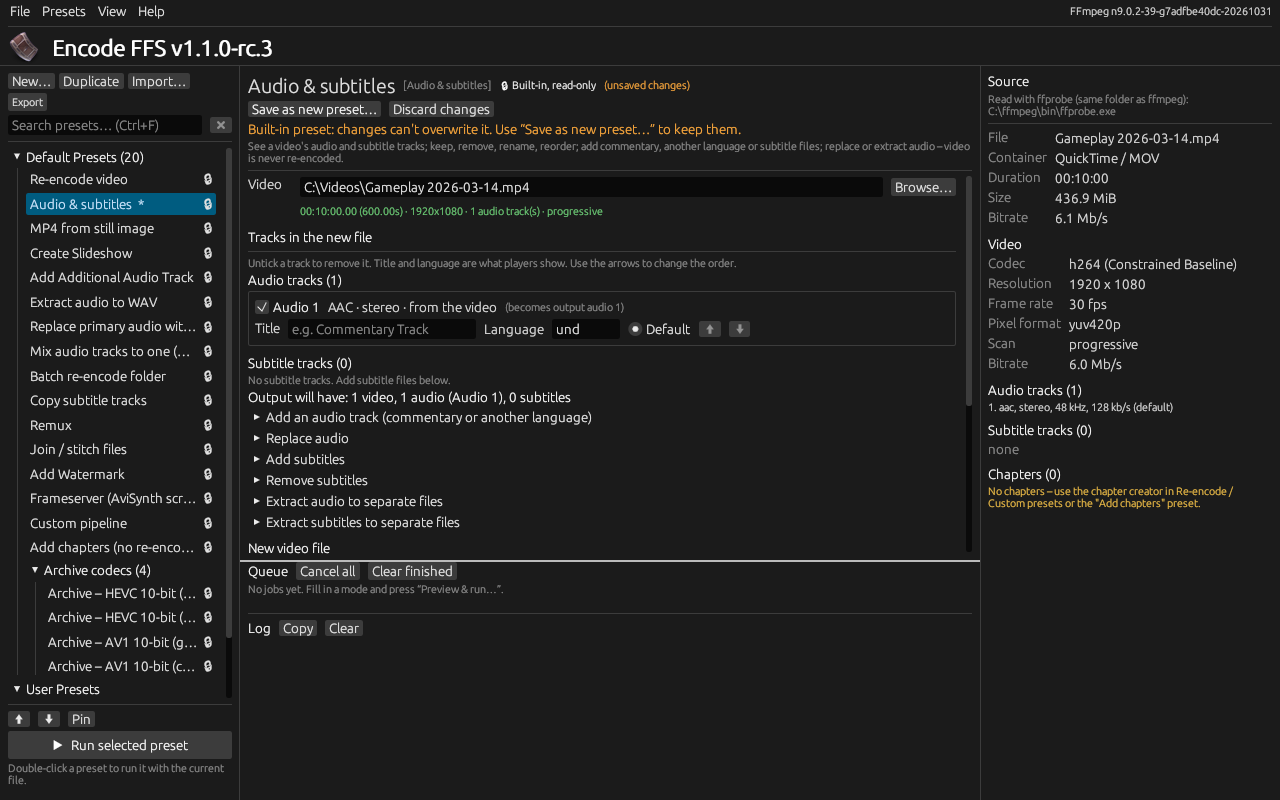 File Presets View Help
FFmpeg n9.0.2-39-g7adfbe40dc-20261031
Encode FFS v1.1.0-rc.3
New... Duplicate Import...
Export
Search presets... (Ctrl+F)
Default Presets (20)
Re-encode video
Audio & subtitles *
MP4 from still image
Create Slideshow
Add Additional Audio Track
Extract audio to WAV
Replace primary audio wit...
Mix audio tracks to one (...
Batch re-encode folder
Copy subtitle tracks
Remux
Join / stitch files
Add Watermark
Frameserver (AviSynth scr...
Custom pipeline
Add chapters (no re-enco...
Archive codecs (4)
Archive – HEVC 10-bit (...
Archive – HEVC 10-bit (...
Archive – AV1 10-bit (g...
Archive – AV1 10-bit (c...
User Presets
Pin
Run selected preset
Double-click a preset to run it with the current
file.
Audio & subtitles [Audio & subtitles] Built-in, read-only (unsaved changes)
Save as new preset... Discard changes
Built-in preset: changes can't overwrite it. Use "Save as new preset..." to keep them.
See a video's audio and subtitle tracks; keep, remove, rename, reorder; add commentary, another language or subtitle files; replace or extract audio – video
is never re-encoded.
Video C:\Videos\Gameplay 2026-03-14.mp4 Browse...
00:10:00.00 (600.00s) · 1920x1080 · 1 audio track(s) · progressive
Tracks in the new file
Untick a track to remove it. Title and language are what players show. Use the arrows to change the order.
Audio tracks (1)
Audio 1 AAC · stereo · from the video (becomes output audio 1)
Title e.g. Commentary Track Language und Default
Subtitle tracks (0)
No subtitle tracks. Add subtitle files below.
Output will have: 1 video, 1 audio (Audio 1), 0 subtitles
Add an audio track (commentary or another language)
Replace audio
Add subtitles
Remove subtitles
Extract audio to separate files
Extract subtitles to separate files
New video file
Queue Cancel all Clear finished
No jobs yet. Fill in a mode and press "Preview & run...".
Log Copy Clear
Source
Read with ffprobe (same folder as ffmpeg):
C:\ffmpeg\bin\ffprobe.exe
File Gameplay 2026-03-14.mp4
Container QuickTime / MOV
Duration 00:10:00
Size 436.9 MiB
Bitrate 6.1 Mb/s
Video
Codec h264 (Constrained Baseline)
Resolution 1920 x 1080
Frame rate 30 fps
Pixel format yuv420p
Scan progressive
Bitrate 6.0 Mb/s
Audio tracks (1)
1. aac, stereo, 48 kHz, 128 kb/s (default)
Subtitle tracks (0)
none
Chapters (0)
No chapters – use the chapter creator in Re-encode /
Custom presets or the "Add chapters" preset.